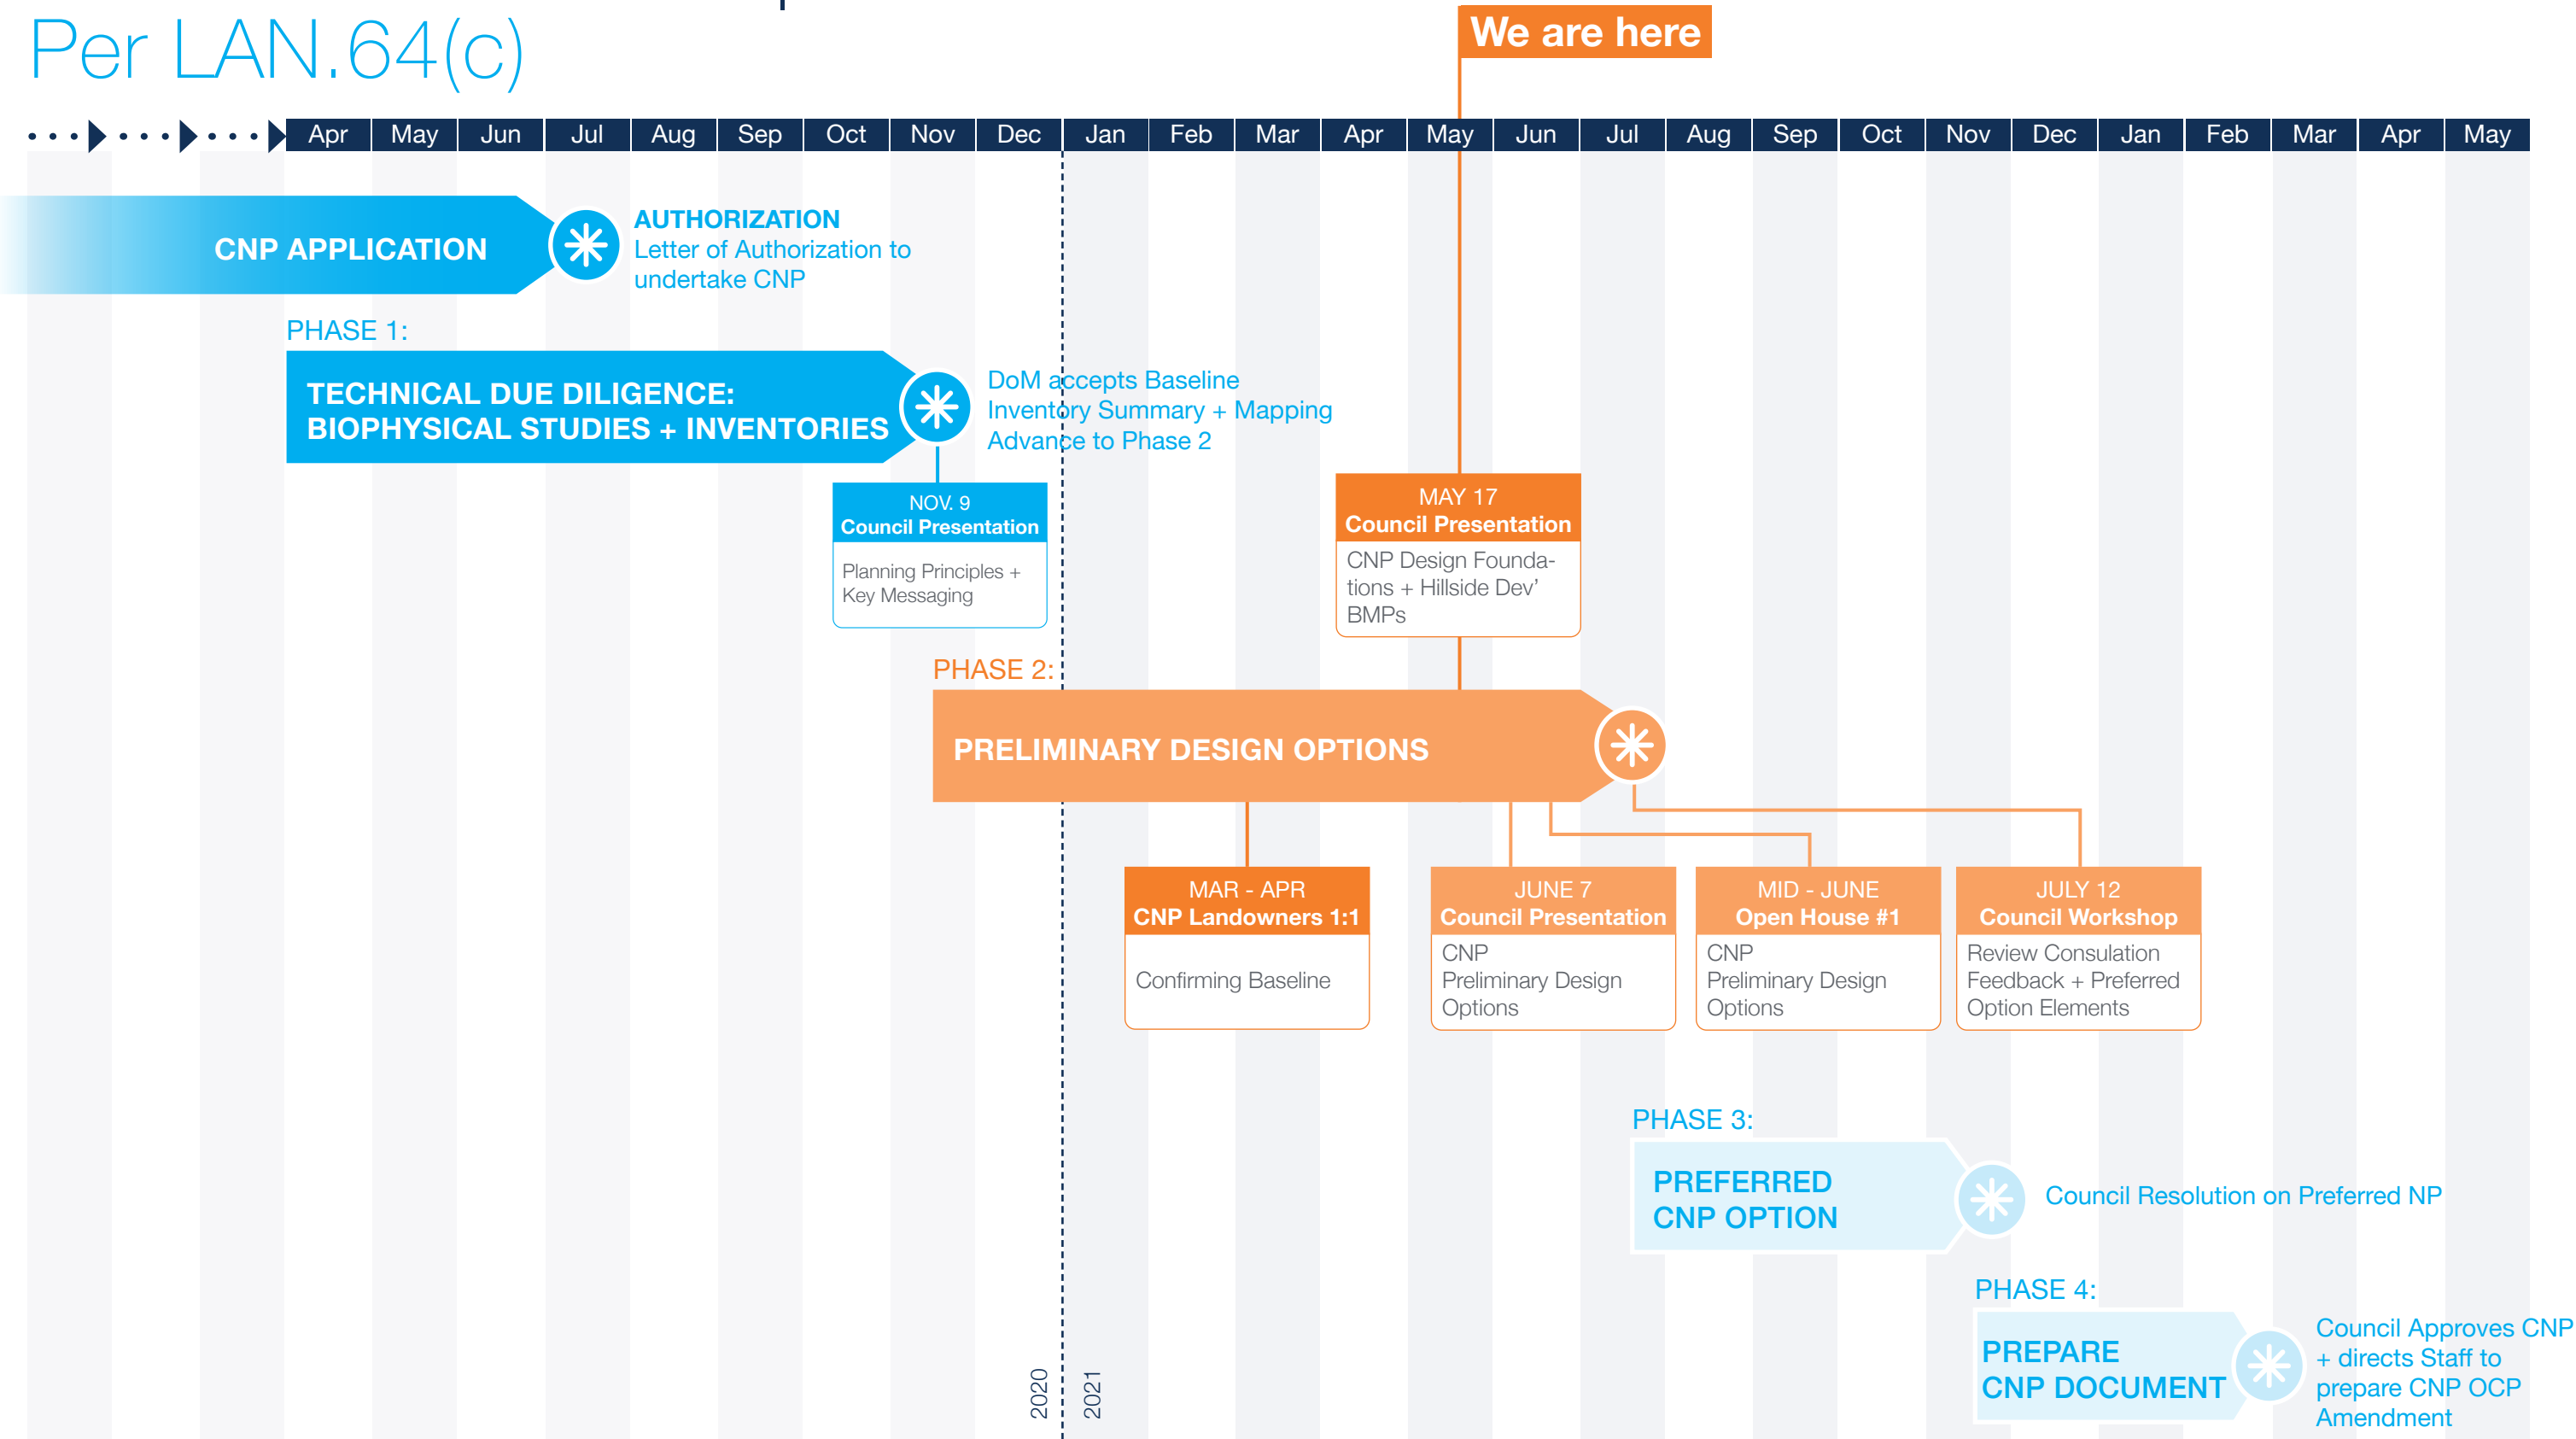 Per LAN.64(c)
We are here
Apr May Jun Jul Aug Sep Oct Nov Dec Jan Feb Mar Apr May Jun Jul Aug Sep Oct Nov Dec Jan Feb Mar Apr May
CNP APPLICATION
AUTHORIZATION
Letter of Authorization to
undertake CNP
PHASE 1:
TECHNICAL DUE DILIGENCE:
BIOPHYSICAL STUDIES + INVENTORIES
DoM accepts Baseline
Inventory Summary + Mapping
Advance to Phase 2
NOV. 9
Council Presentation
Planning Principles +
Key Messaging
MAY 17
Council Presentation
CNP Design Founda-
tions + Hillside Dev’
BMPs
PHASE 2:
PRELIMINARY DESIGN OPTIONS
MAR - APR
CNP Landowners 1:1
Confirming Baseline
JUNE 7
Council Presentation
CNP
Preliminary Design
Options
MID - JUNE
Open House #1
CNP
Preliminary Design
Options
JULY 12
Council Workshop
Review Consulation
Feedback + Preferred
Option Elements
PHASE 3:
PREFERRED
CNP OPTION
Council Resolution on Preferred NP
PHASE 4:
PREPARE
CNP DOCUMENT
Council Approves CNP
+ directs Staff to
prepare CNP OCP
Amendment
2020
2021